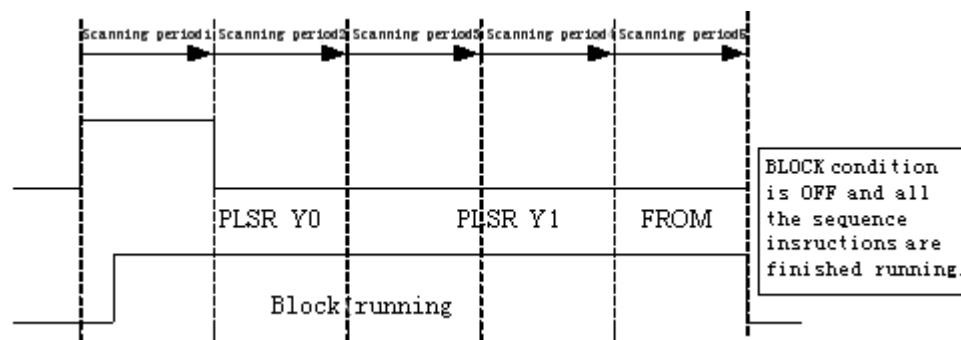 Scanning period1 Scanning period2 Scanning period3 Scanning period4 Scanning period5
BLOCK condition
is OFF and all
the sequence
insructions are
finished running.
PLSR Y0 PLSR Y1 FROM
Block running